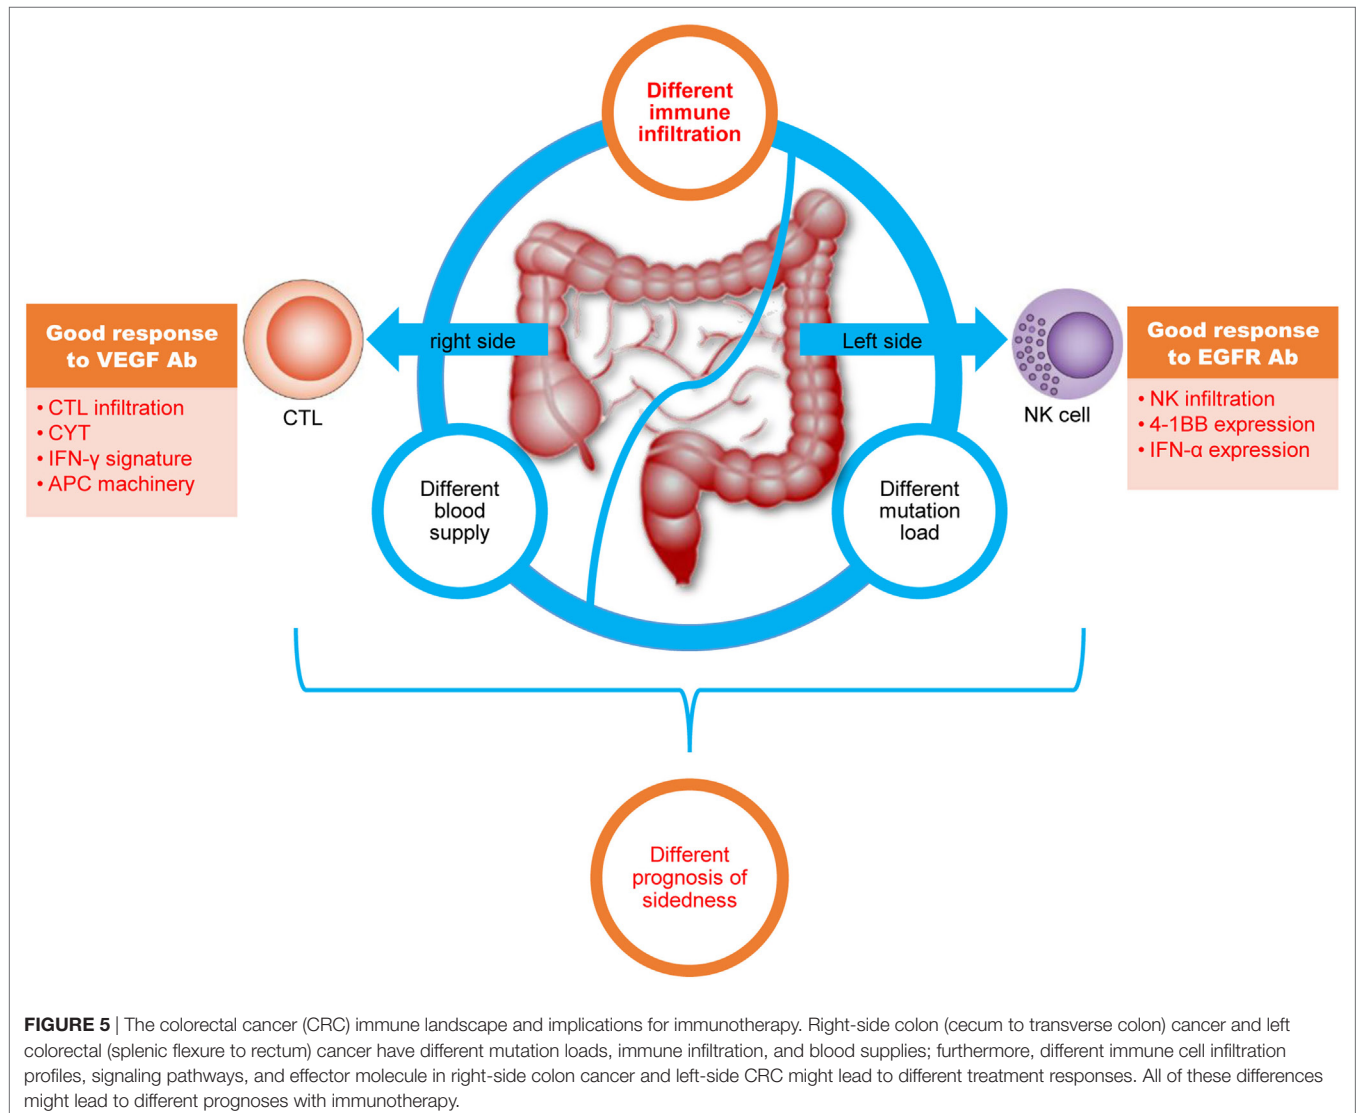 Different
immune
infiltration
Good response
to VEGF Ab
• CTL infiltration
• CYT
• IFN-γ signature
• APC machinery
CTL
right side
Left side
NK cell
Good response
to EGFR Ab
• NK infiltration
• 4-1BB expression
• IFN-α expression
Different
blood
supply
Different
mutation
load
Different
prognosis of
sidedness
FIGURE 5 | The colorectal cancer (CRC) immune landscape and implications for immunotherapy. Right-side colon (cecum to transverse colon) cancer and left
colorectal (splenic flexure to rectum) cancer have different mutation loads, immune infiltration, and blood supplies; furthermore, different immune cell infiltration
profiles, signaling pathways, and effector molecule in right-side colon cancer and left-side CRC might lead to different treatment responses. All of these differences
might lead to different prognoses with immunotherapy.